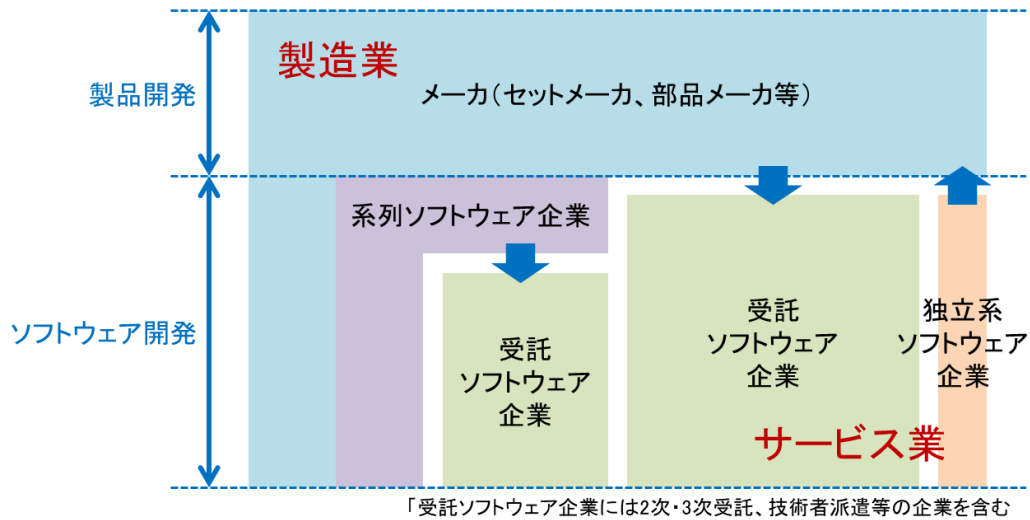 製造業
メーカ（セットメーカ、部品メーカ等）
製品開発
系列ソフトウェア企業
ソフトウェア開発
受託
ソフトウェア
企業
受託
ソフトウェア
企業
独立系
ソフトウェア
企業
サービス業
「受託ソフトウェア企業には2次・3次受託、技術者派遣等の企業を含む